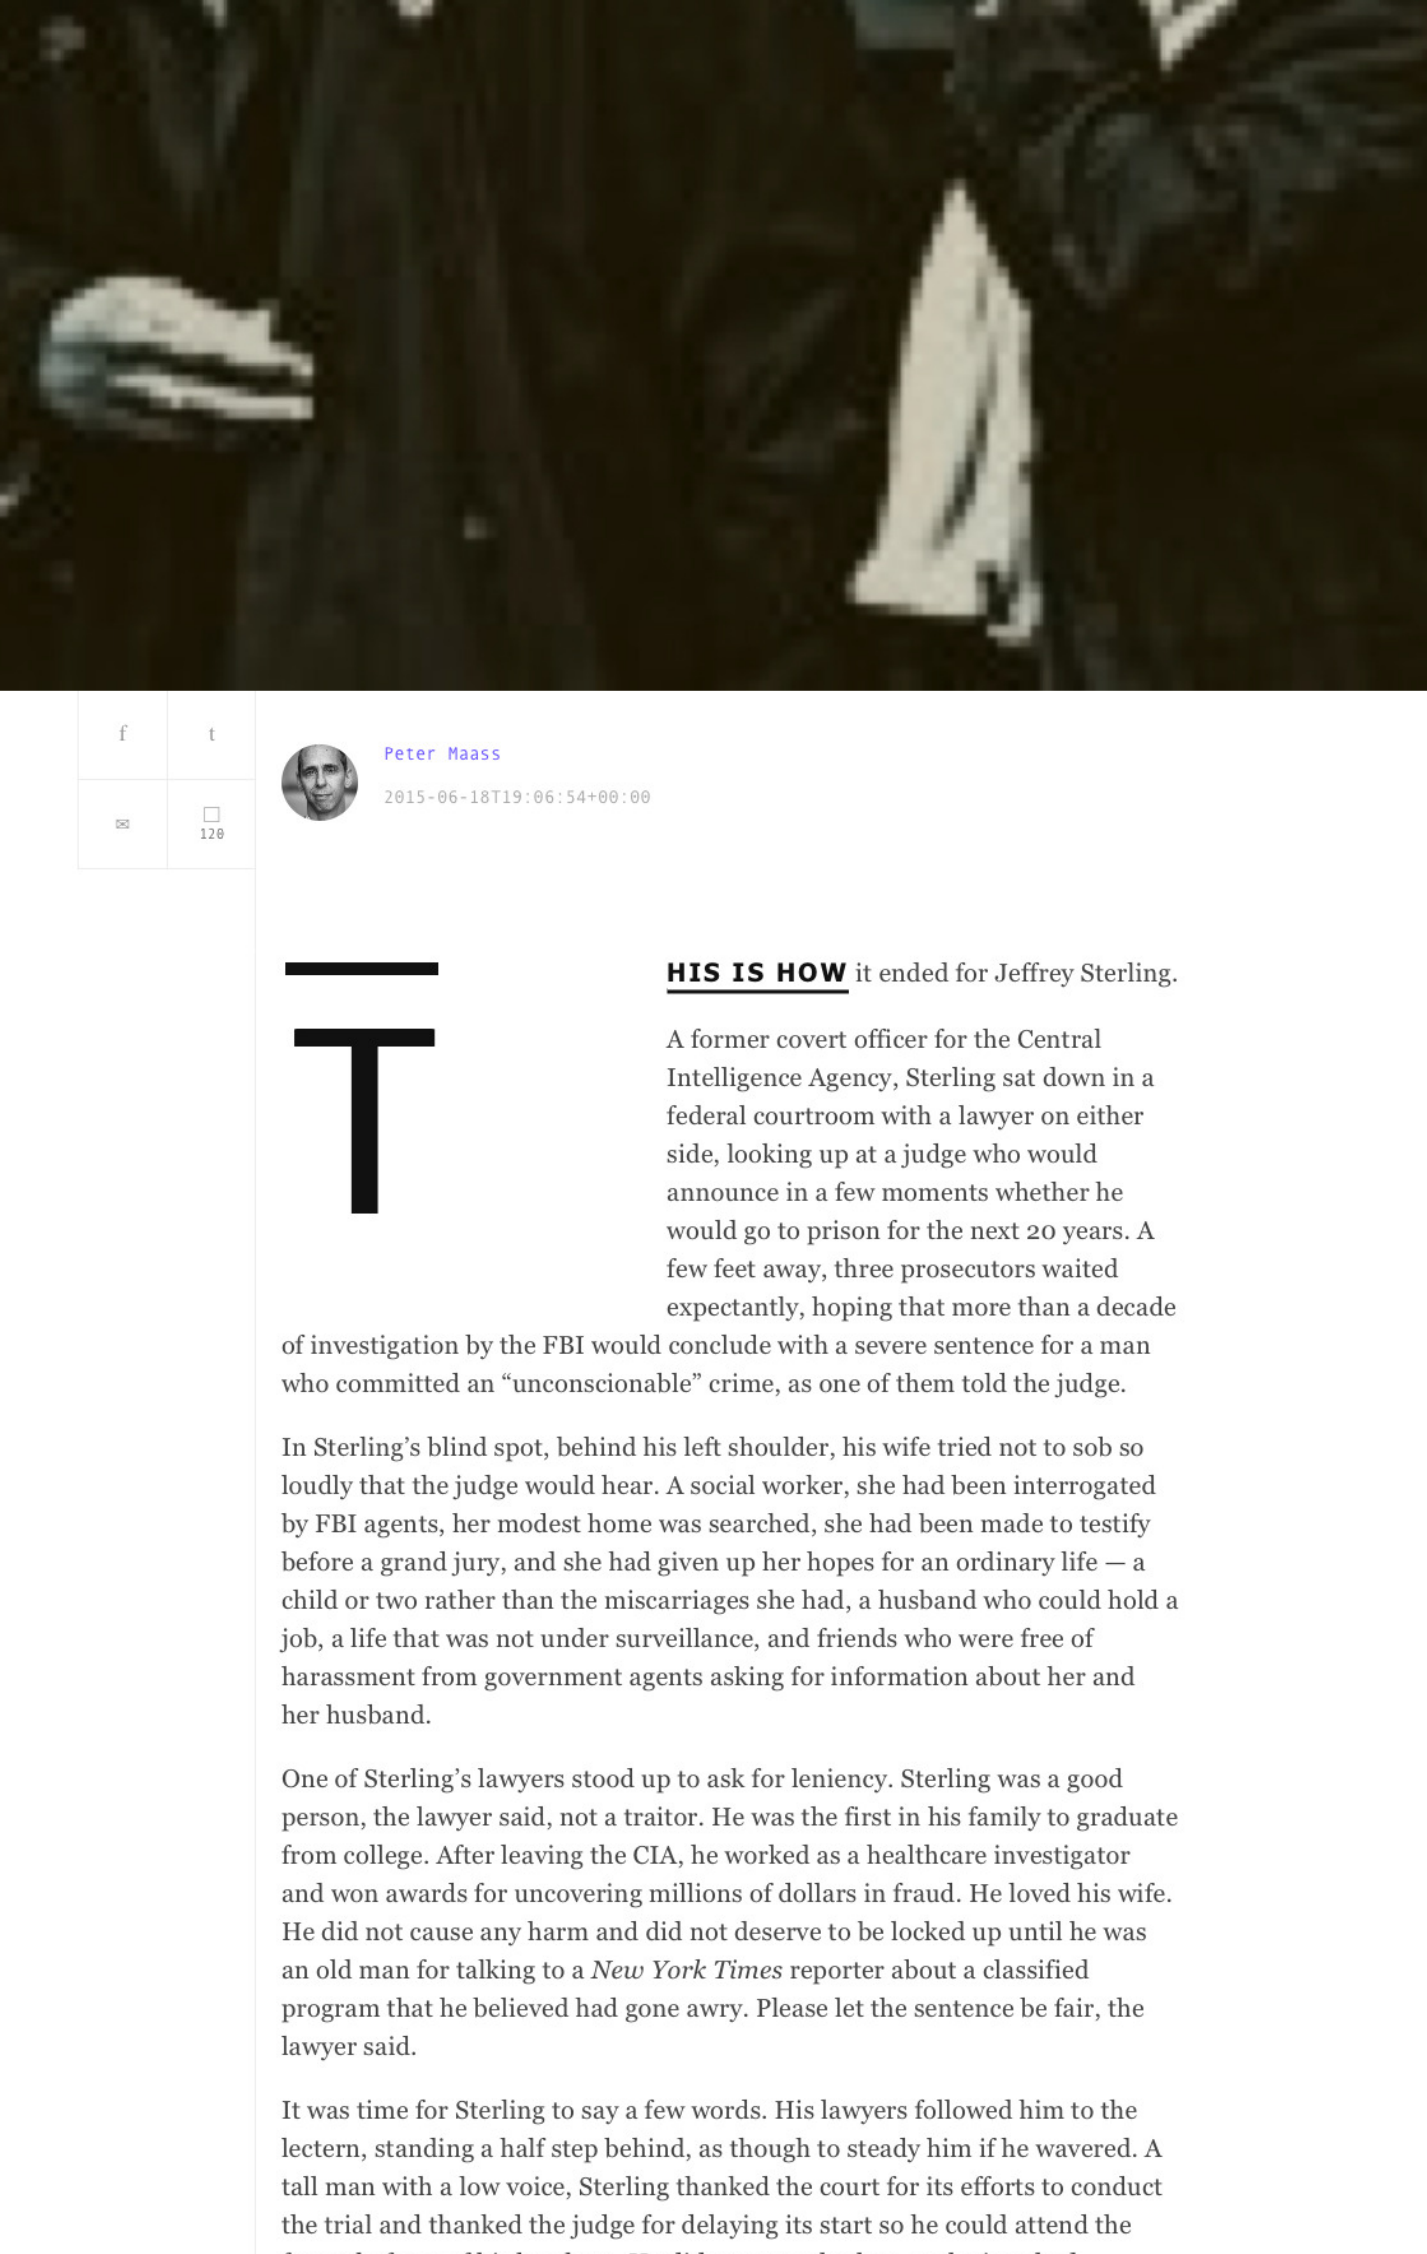 f t
Peter Maass
2015-06-18T19:06:54+00:00
✉ 120
THIS IS HOW it ended for Jeffrey Sterling.
A former covert officer for the Central
Intelligence Agency, Sterling sat down in a
federal courtroom with a lawyer on either
side, looking up at a judge who would
announce in a few moments whether he
would go to prison for the next 20 years. A
few feet away, three prosecutors waited
expectantly, hoping that more than a decade
of investigation by the FBI would conclude with a severe sentence for a man
who committed an “unconscionable” crime, as one of them told the judge.
In Sterling’s blind spot, behind his left shoulder, his wife tried not to sob so
loudly that the judge would hear. A social worker, she had been interrogated
by FBI agents, her modest home was searched, she had been made to testify
before a grand jury, and she had given up her hopes for an ordinary life — a
child or two rather than the miscarriages she had, a husband who could hold a
job, a life that was not under surveillance, and friends who were free of
harassment from government agents asking for information about her and
her husband.
One of Sterling’s lawyers stood up to ask for leniency. Sterling was a good
person, the lawyer said, not a traitor. He was the first in his family to graduate
from college. After leaving the CIA, he worked as a healthcare investigator
and won awards for uncovering millions of dollars in fraud. He loved his wife.
He did not cause any harm and did not deserve to be locked up until he was
an old man for talking to a New York Times reporter about a classified
program that he believed had gone awry. Please let the sentence be fair, the
lawyer said.
It was time for Sterling to say a few words. His lawyers followed him to the
lectern, standing a half step behind, as though to steady him if he wavered. A
tall man with a low voice, Sterling thanked the court for its efforts to conduct
the trial and thanked the judge for delaying its start so he could attend the